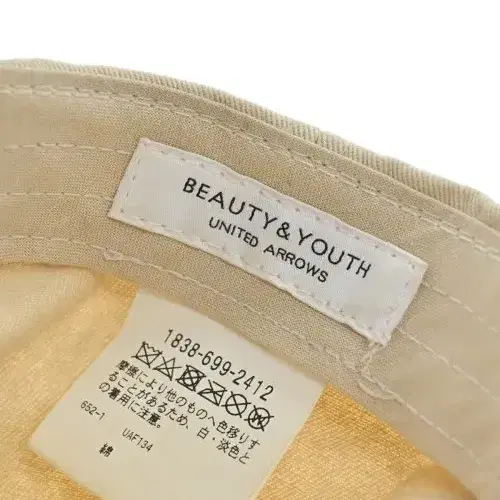 BEAUTY&YOUTH
UNITED ARROWS
1838-699-2412
摩擦により他のものへ色移りす
ることがあるため、白・淡色と
の着用に注意。
652-1 UAF134
綿